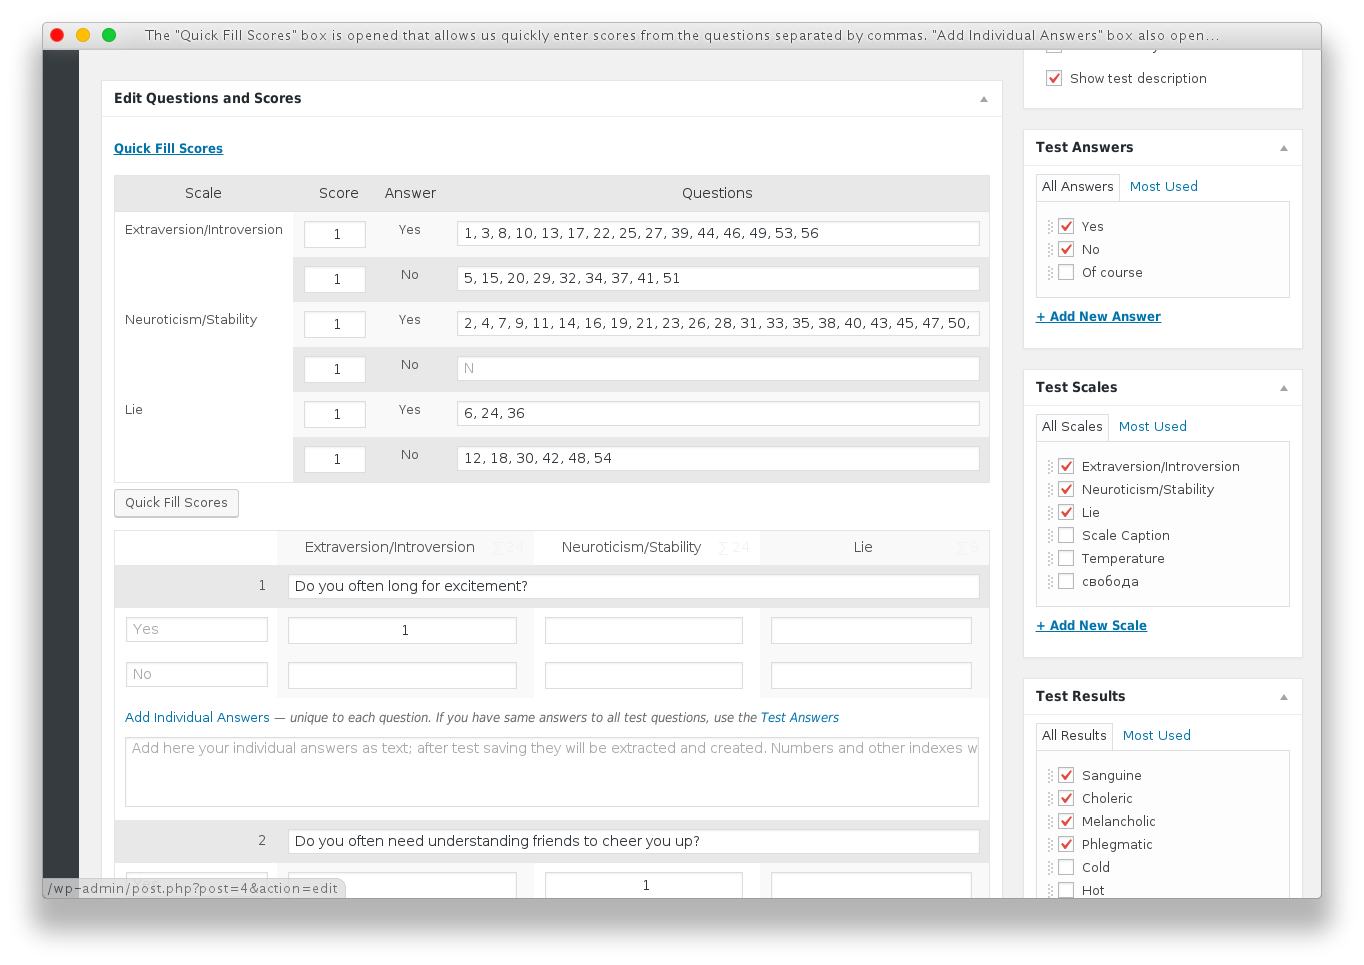 The "Quick Fill Scores" box is opened that allows us quickly enter scores from the questions separated by commas. "Add Individual Answers" box also open...
Show test description
Edit Questions and Scores
Quick Fill Scores
Scale Score Answer Questions
Extraversion/Introversion 1 Yes 1, 3, 8, 10, 13, 17, 22, 25, 27, 39, 44, 46, 49, 53, 56
1 No 5, 15, 20, 29, 32, 34, 37, 41, 51
Neuroticism/Stability 1 Yes 2, 4, 7, 9, 11, 14, 16, 19, 21, 23, 26, 28, 31, 33, 35, 38, 40, 43, 45, 47, 50,
1 No N
Lie 1 Yes 6, 24, 36
1 No 12, 18, 30, 42, 48, 54
Quick Fill Scores
Extraversion/Introversion ∑24 Neuroticism/Stability ∑24 Lie ∑9
1 Do you often long for excitement?
Yes 1
No
Add Individual Answers — unique to each question. If you have same answers to all test questions, use the Test Answers
Add here your individual answers as text; after test saving they will be extracted and created. Numbers and other indexes w
2 Do you often need understanding friends to cheer you up?
1
/wp-admin/post.php?post=4&action=edit
Test Answers
All Answers Most Used
Yes
No
Of course
+ Add New Answer
Test Scales
All Scales Most Used
Extraversion/Introversion
Neuroticism/Stability
Lie
Scale Caption
Temperature
свобода
+ Add New Scale
Test Results
All Results Most Used
Sanguine
Choleric
Melancholic
Phlegmatic
Cold
Hot